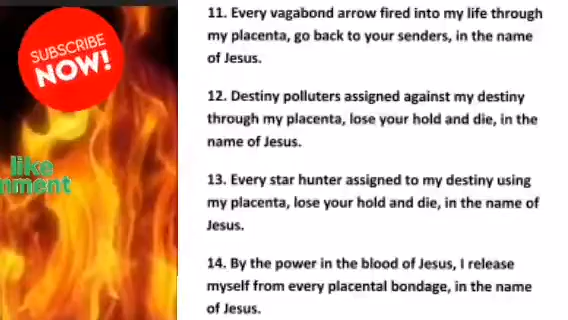 SUBSCRIBE
NOW!
like
nment
11. Every vagabond arrow fired into my life through
my placenta, go back to your senders, in the name
of Jesus.
12. Destiny polluters assigned against my destiny
through my placenta, lose your hold and die, in the
name of Jesus.
13. Every star hunter assigned to my destiny using
my placenta, lose your hold and die, in the name of
Jesus.
14. By the power in the blood of Jesus, I release
myself from every placental bondage, in the name
of Jesus.